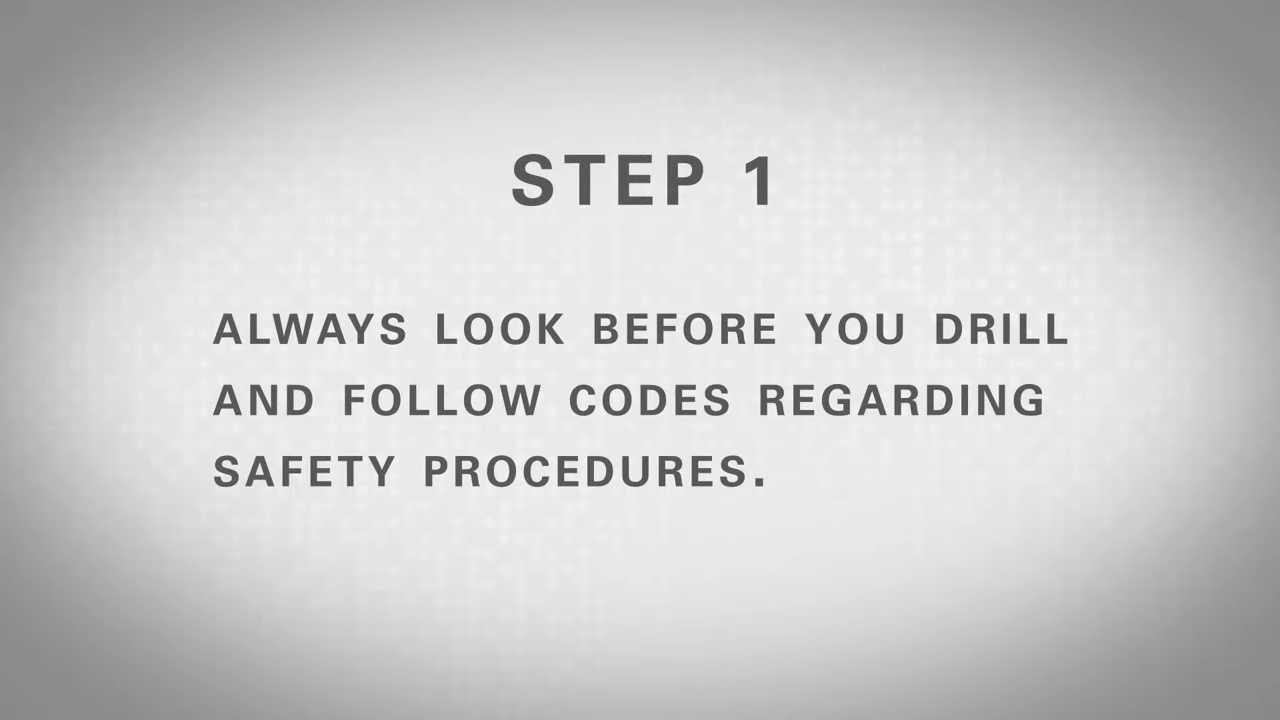 STEP 1
ALWAYS LOOK BEFORE YOU DRILL
AND FOLLOW CODES REGARDING
SAFETY PROCEDURES.